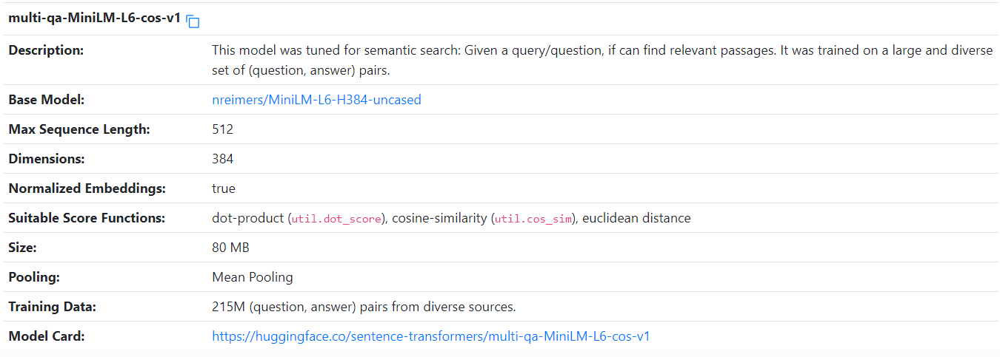 multi-qa-MiniLM-L6-cos-v1
Description: This model was tuned for semantic search: Given a query/question, if can find relevant passages. It was trained on a large and diverse
set of (question, answer) pairs.
Base Model: nreimers/MiniLM-L6-H384-uncased
Max Sequence Length: 512
Dimensions: 384
Normalized Embeddings: true
Suitable Score Functions: dot-product (util.dot_score), cosine-similarity (util.cos_sim), euclidean distance
Size: 80 MB
Pooling: Mean Pooling
Training Data: 215M (question, answer) pairs from diverse sources.
Model Card: https://huggingface.co/sentence-transformers/multi-qa-MiniLM-L6-cos-v1